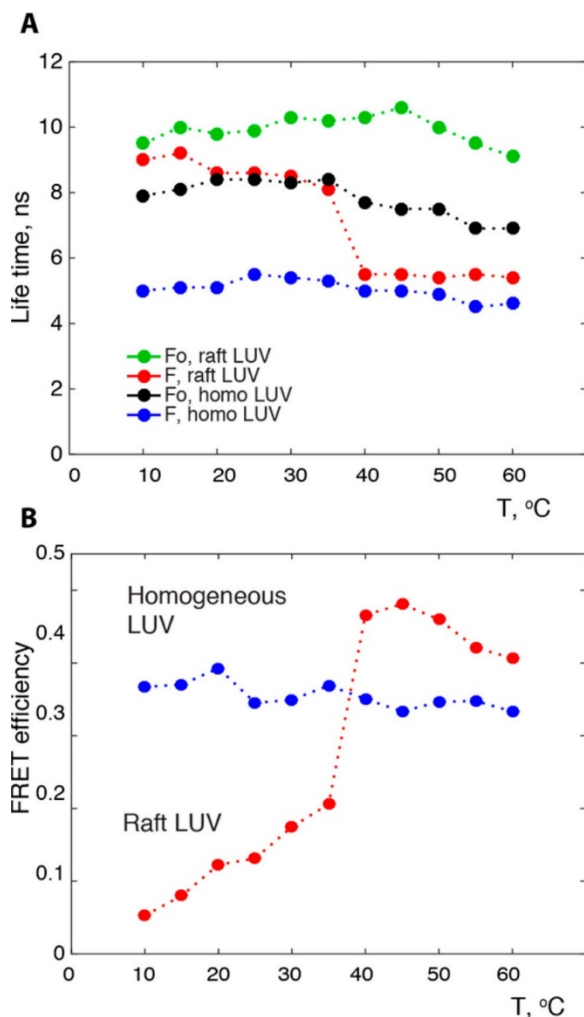 A
12
10
8
6
4
2
0
Life time, ns
Fo, raft LUV
F, raft LUV
Fo, homo LUV
F, homo LUV
0 10 20 30 40 50 60
T, °C
B
0.5
0.4
0.3
0.2
0.1
0
FRET efficiency
Homogeneous
LUV
Raft LUV
0 10 20 30 40 50 60
T, °C